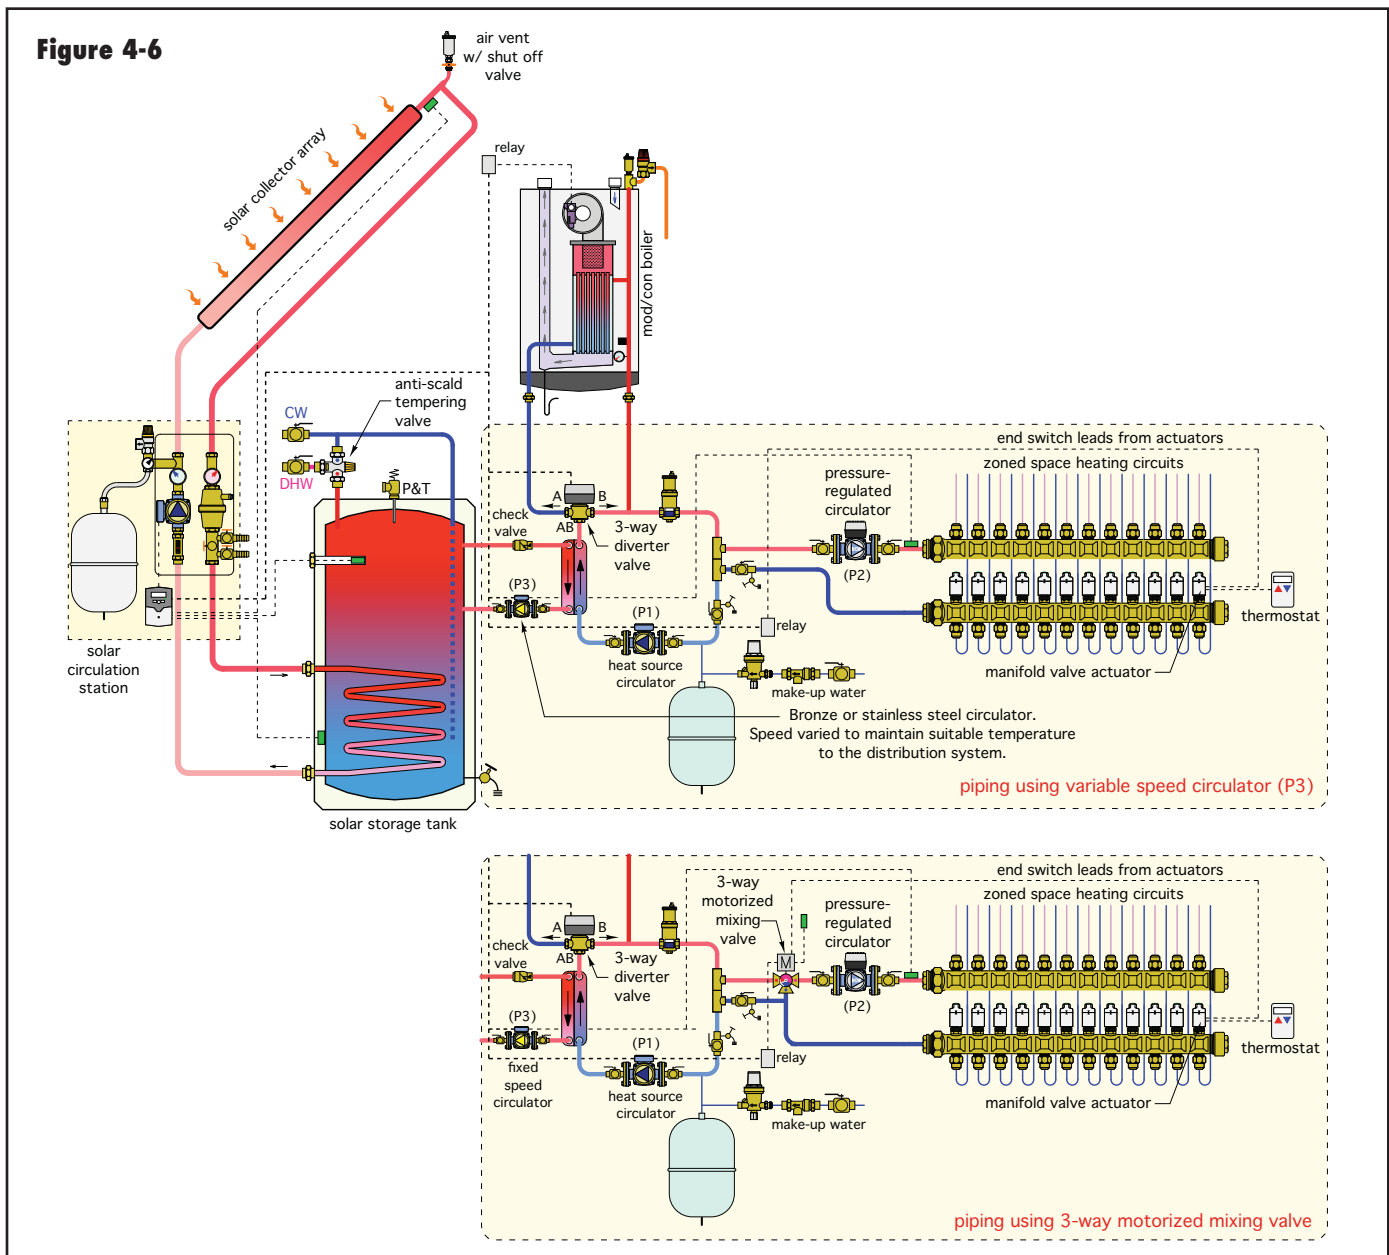 Figure 4-6
air vent
w/ shut off
valve
solar collector array
relay
mod/con boiler
anti-scald
tempering
valve
CW
DHW
P&T
solar
circulation
station
solar storage tank
end switch leads from actuators
zoned space heating circuits
pressure-
regulated
circulator
A
B
AB
check
valve
3-way
diverter
valve
(P3)
(P1)
(P2)
heat source
circulator
relay
make-up water
thermostat
manifold valve actuator
Bronze or stainless steel circulator.
Speed varied to maintain suitable temperature
to the distribution system.
piping using variable speed circulator (P3)
end switch leads from actuators
zoned space heating circuits
3-way
motorized
mixing
valve
pressure-
regulated
circulator
M
A
B
AB
check
valve
3-way
diverter
valve
(P3)
fixed
speed
circulator
(P1)
(P2)
heat source
circulator
relay
make-up water
thermostat
manifold valve actuator
piping using 3-way motorized mixing valve